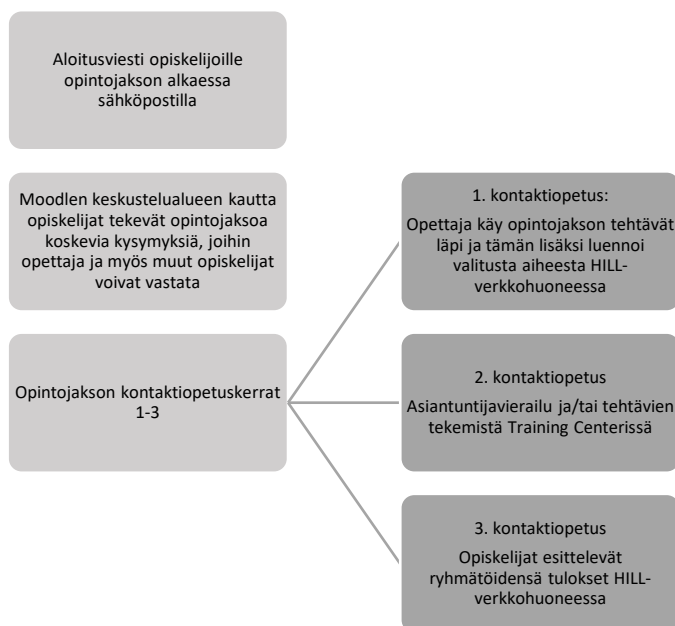 Aloitusviesti opiskelijoille
opintojakson alkaessa
sähköpostilla
Moodlen keskustelualueen kautta
opiskelijat tekevät opintojaksoa
koskevia kysymyksiä, joihin
opettaja ja myös muut opiskelijat
voivat vastata
Opintojakson kontaktiopetuskerrat
1-3
1. kontaktiopetus:
Opettaja käy opintojakson tehtävät
läpi ja tämän lisäksi luennoi
valitusta aiheesta HILL-
verkkohuoneessa
2. kontaktiopetus
Asiantuntijavierailu ja/tai tehtävien
tekemistä Training Centerissä
3. kontaktiopetus
Opiskelijat esittelevät
ryhmätöidensä tulokset HILL-
verkkohuoneessa